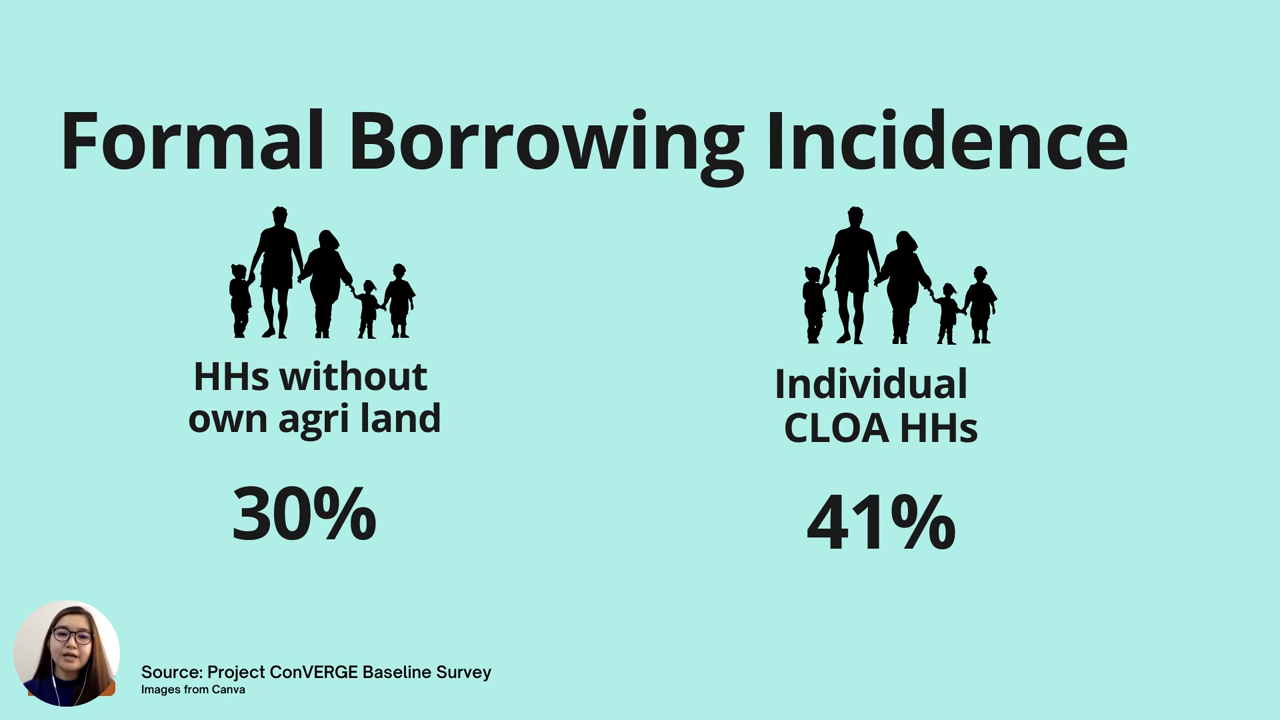 Formal Borrowing Incidence
HHs without
own agri land
30%
Individual
CLOA HHs
41%
Source: Project ConVERGE Baseline Survey
Images from Canva